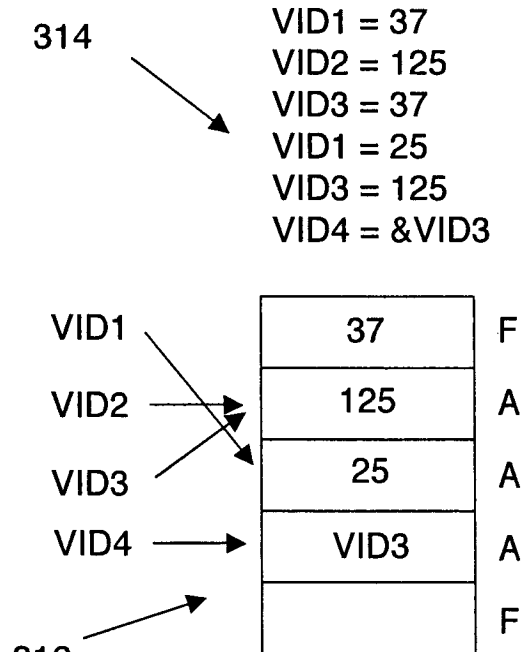 314
VID1 = 37
VID2 = 125
VID3 = 37
VID1 = 25
VID3 = 125
VID4 = &VID3
VID1 37 F
VID2 125 A
VID3 25 A
VID4 VID3 A
F